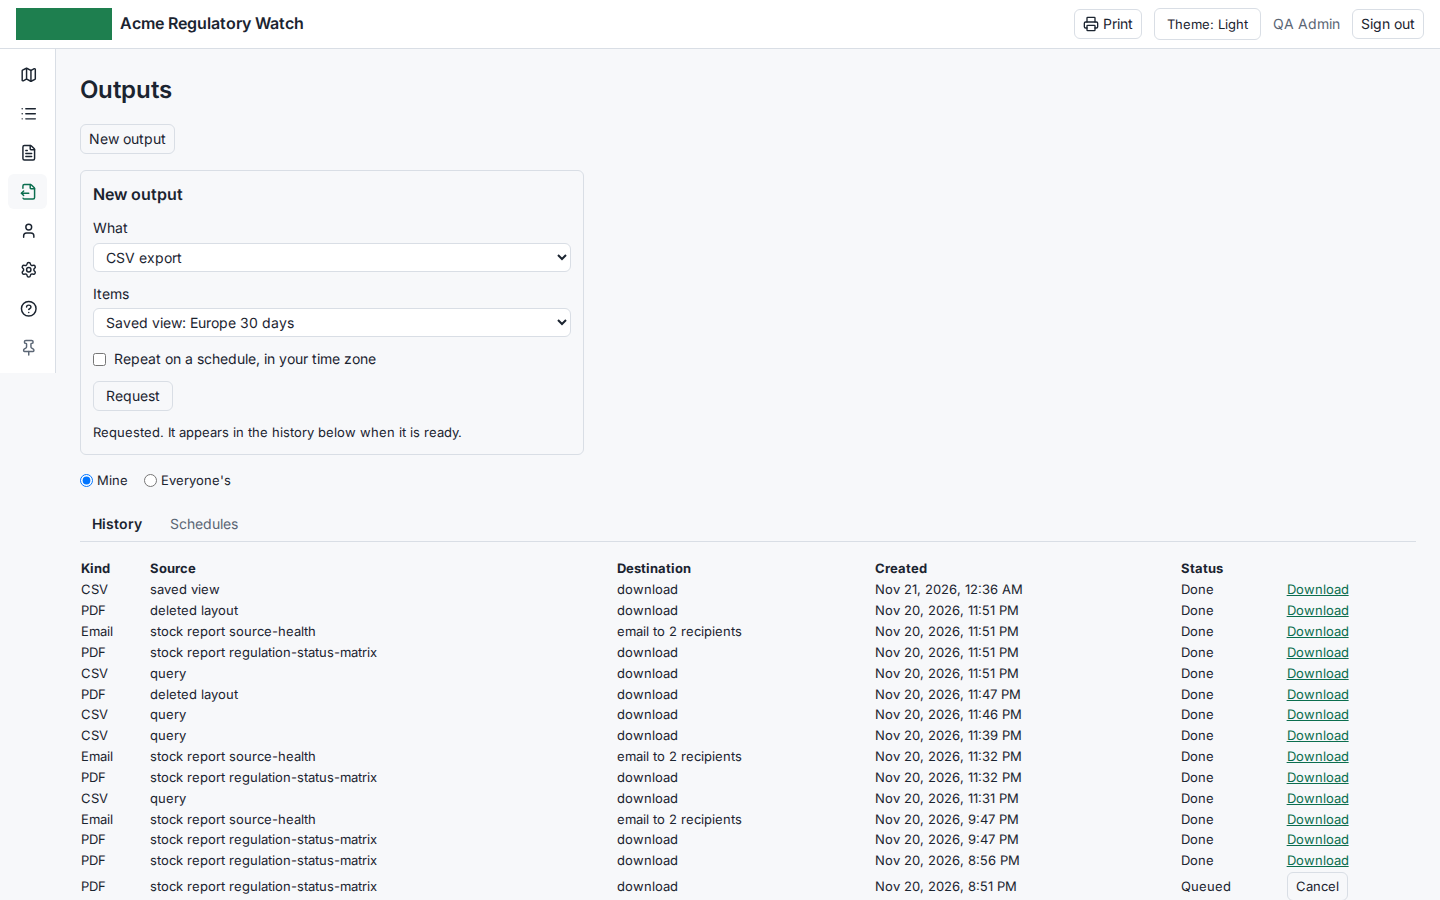 Acme Regulatory Watch
Print
Theme: Light
QA Admin
Sign out
Outputs
New output
New output
What
CSV export
Items
Saved view: Europe 30 days
Repeat on a schedule, in your time zone
Request
Requested. It appears in the history below when it is ready.
Mine Everyone's
History Schedules
Kind Source Destination Created Status
CSV saved view download Nov 21, 2026, 12:36 AM Done Download
PDF deleted layout download Nov 20, 2026, 11:51 PM Done Download
Email stock report source-health email to 2 recipients Nov 20, 2026, 11:51 PM Done Download
PDF stock report regulation-status-matrix download Nov 20, 2026, 11:51 PM Done Download
CSV query download Nov 20, 2026, 11:51 PM Done Download
PDF deleted layout download Nov 20, 2026, 11:47 PM Done Download
CSV query download Nov 20, 2026, 11:46 PM Done Download
CSV query download Nov 20, 2026, 11:39 PM Done Download
Email stock report source-health email to 2 recipients Nov 20, 2026, 11:32 PM Done Download
PDF stock report regulation-status-matrix download Nov 20, 2026, 11:32 PM Done Download
CSV query download Nov 20, 2026, 11:31 PM Done Download
Email stock report source-health email to 2 recipients Nov 20, 2026, 9:47 PM Done Download
PDF stock report regulation-status-matrix download Nov 20, 2026, 9:47 PM Done Download
PDF stock report regulation-status-matrix download Nov 20, 2026, 8:56 PM Done Download
PDF stock report regulation-status-matrix download Nov 20, 2026, 8:51 PM Queued Cancel